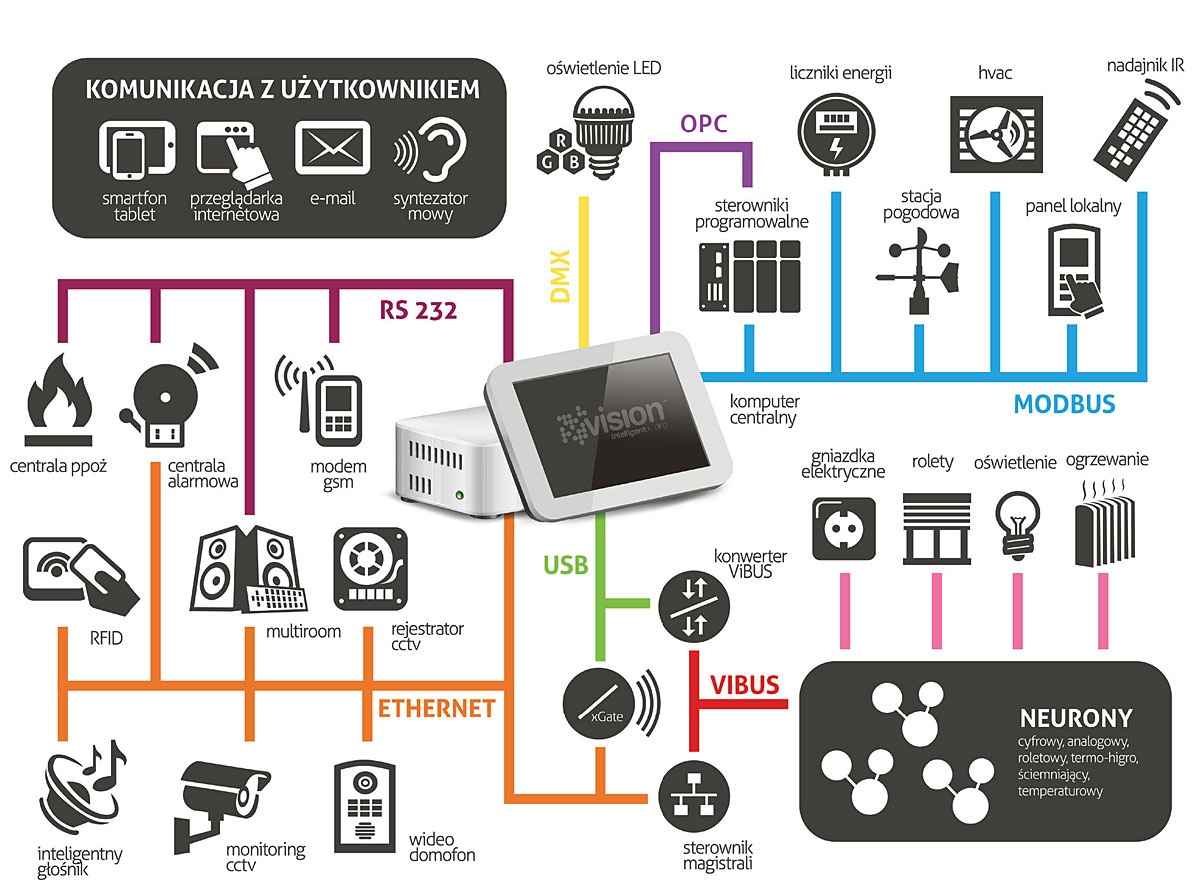 KOMUNIKACJA Z UŻYTKOWNIKIEM
smartfon
tablet
przeglądarka
internetowa
e-mail
syntezator
mowy
oświetlenie LED
R
G
B
OPC
liczniki energii
hvac
nadajnik IR
sterowniki
programowalne
stacja
pogodowa
panel lokalny
DMX
RS 232
vision
komputer
centralny
MODBUS
centrala ppoż
centrala
alarmowa
modem
gsm
gniazdka
elektryczne
rolety
oświetlenie
ogrzewanie
USB
konwerter
ViBUS
RFID
multiroom
rejestrator
cctv
ETHERNET
xGate
VIBUS
NEURONY
cyfrowy, analogowy,
roletowy, termo-higro,
ściemniający,
temperaturowy
inteligentny
głośnik
monitoring
cctv
wideo
domofon
sterownik
magistrali